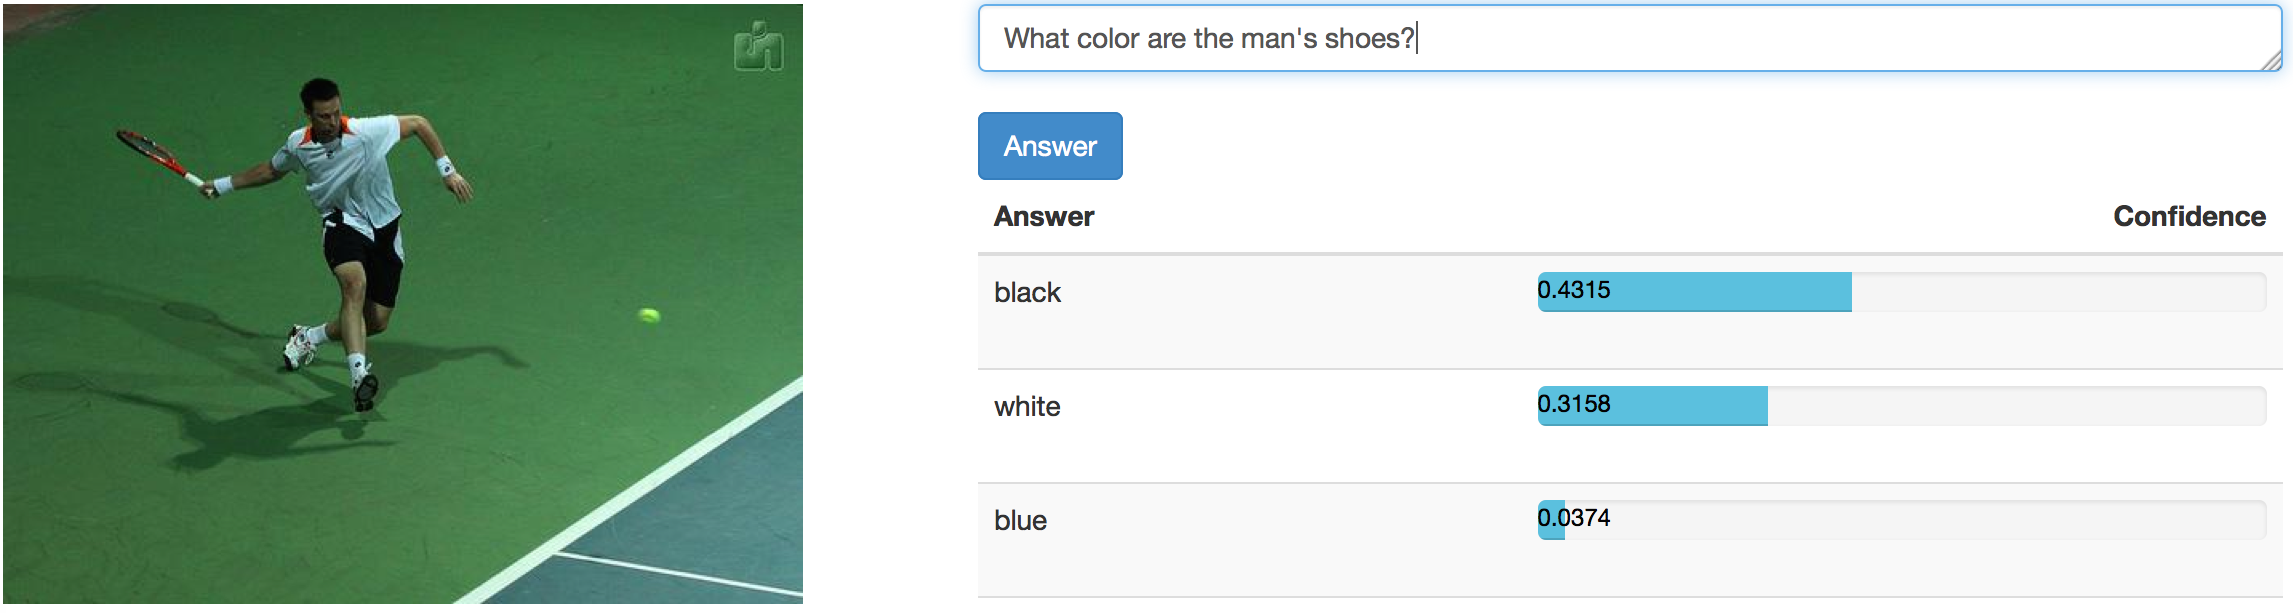 What color are the man's shoes?
Answer
Answer Confidence
black 0.4315
white 0.3158
blue 0.0374